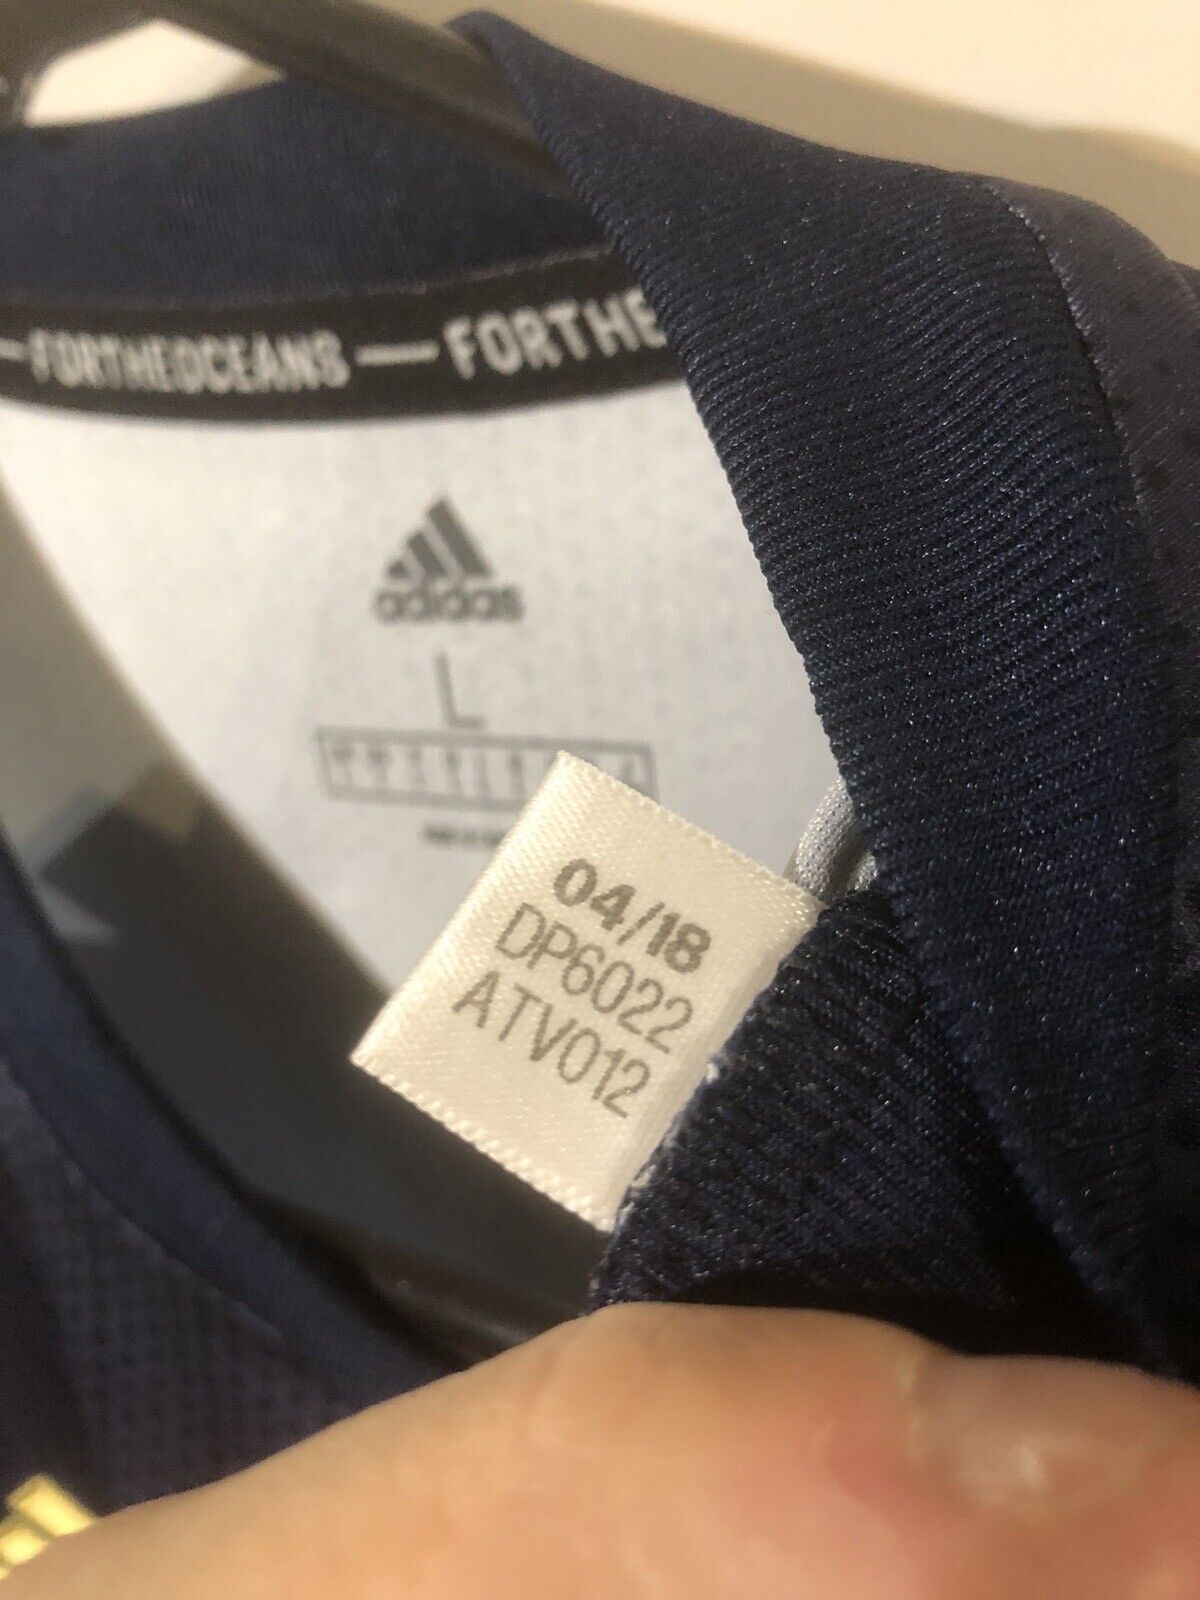 FORTHEOCEANS — FORTHE
adidas
L
04/18
DP6022
ATV012